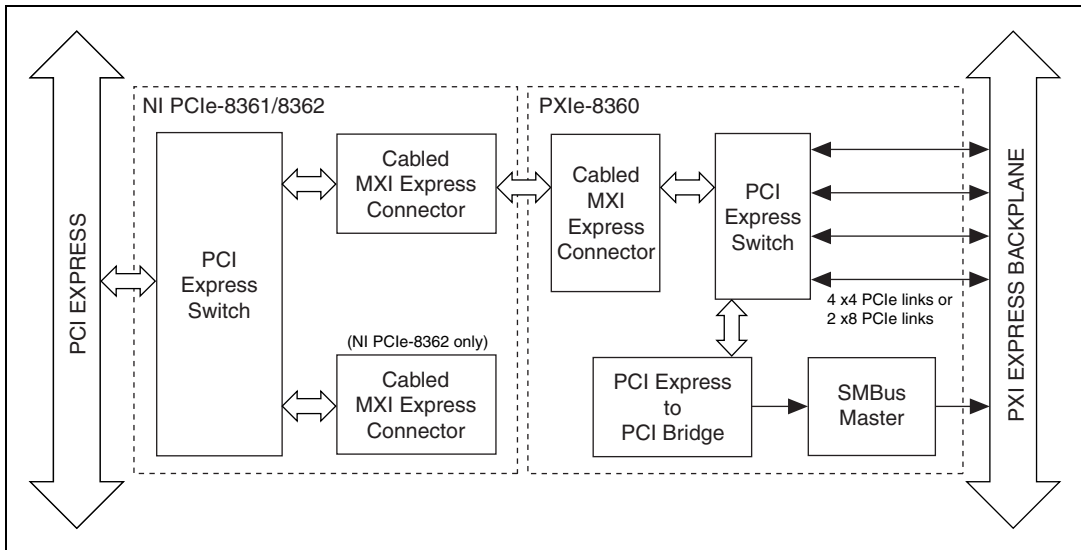 PCI EXPRESS
NI PCIe-8361/8362
PCI
Express
Switch
Cabled
MXI Express
Connector
(NI PCIe-8362 only)
Cabled
MXI Express
Connector
PXIe-8360
Cabled
MXI
Express
Connector
PCI
Express
Switch
4 x4 PCIe links or
2 x8 PCIe links
PCI Express
to
PCI Bridge
SMBus
Master
PXI EXPRESS BACKPLANE